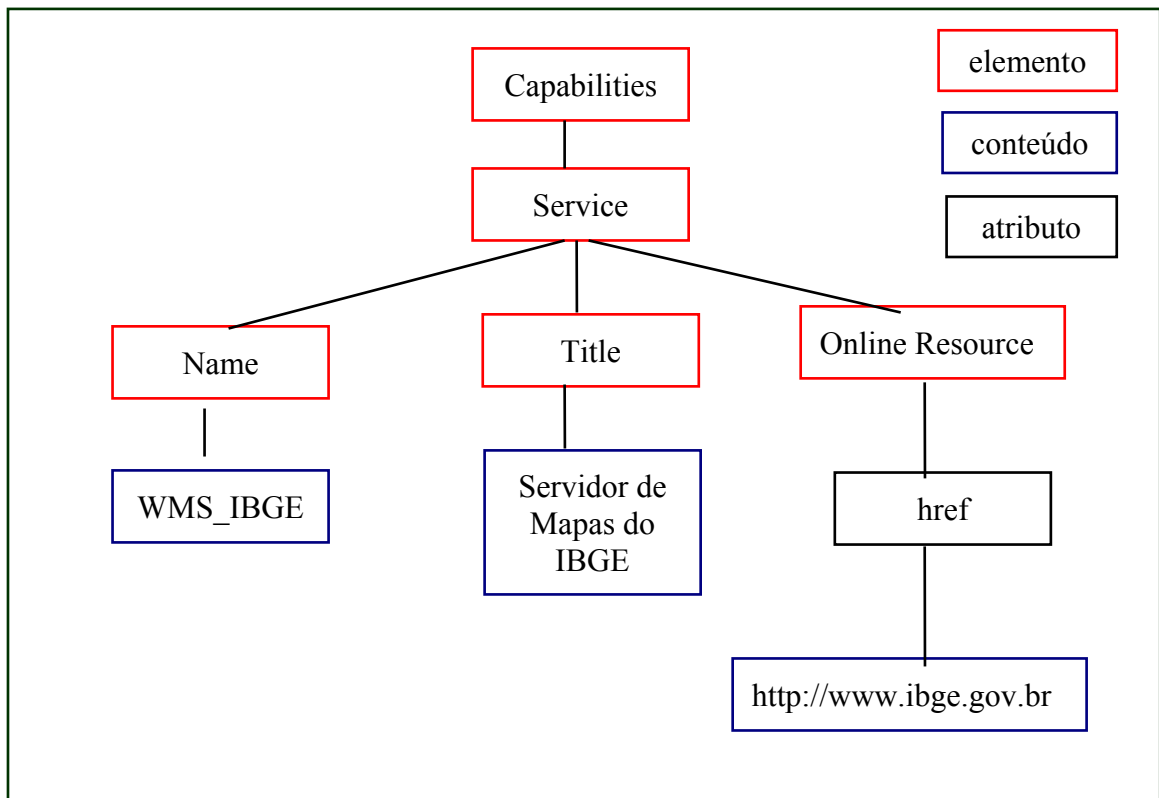 elemento
Capabilities
conteúdo
Service
atributo
Name
Title
Online Resource
WMS_IBGE
Servidor de
Mapas do
IBGE
href
http://www.ibge.gov.br